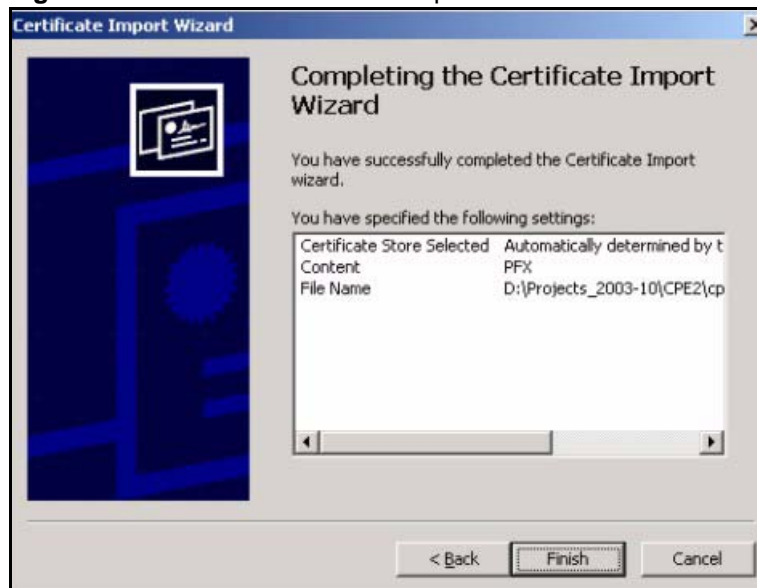 Certificate Import Wizard
Completing the Certificate Import
Wizard
You have successfully completed the Certificate Import
wizard.
You have specified the following settings:
Certificate Store Selected Automatically determined by t
Content PFX
File Name D:\Projects_2003-10\CPE2\cp
< Back Finish Cancel